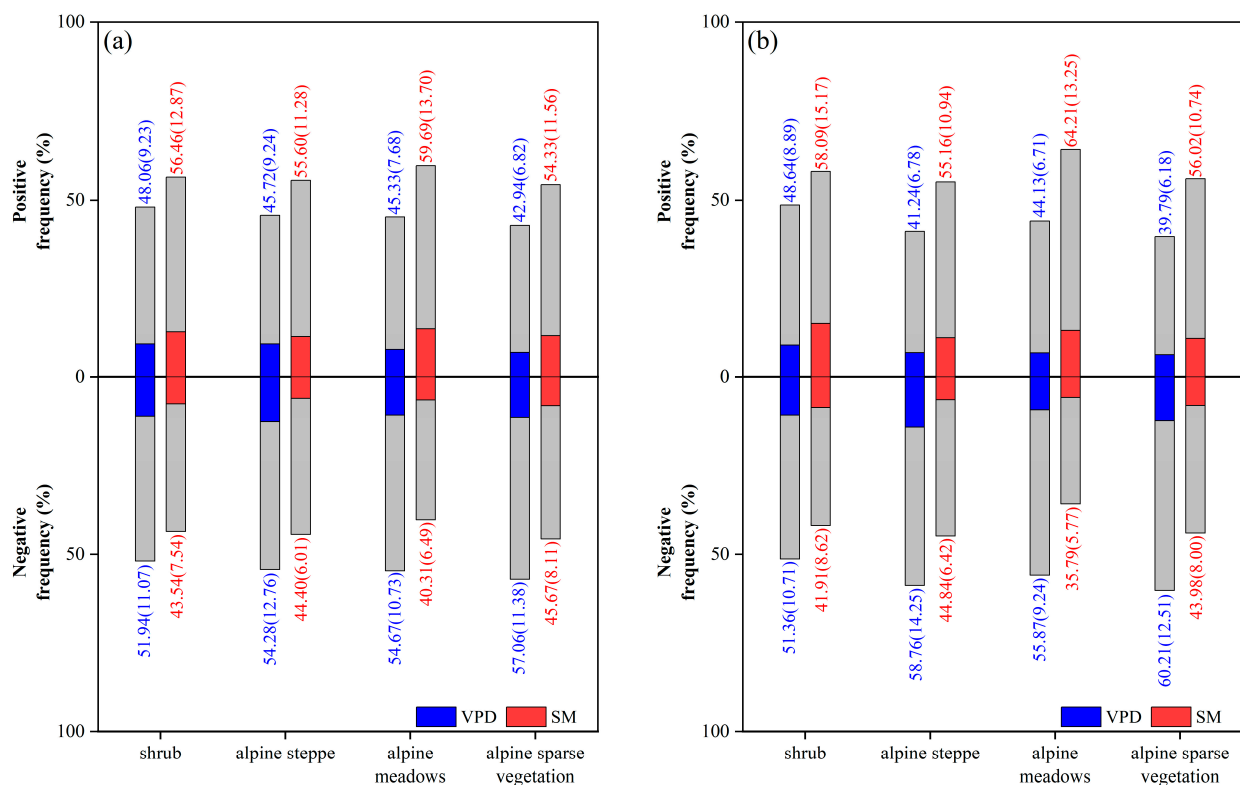 (a)
100
50
0
50
100
Positive
frequency (%)
Negative
frequency (%)
48.06(9.23)
56.46(12.87)
45.72(9.24)
55.60(11.28)
45.33(7.68)
59.69(13.70)
42.94(6.82)
54.33(11.56)
51.94(11.07)
43.54(7.54)
54.28(12.76)
44.40(6.01)
54.67(10.73)
40.31(6.49)
57.06(11.38)
45.67(8.11)
VPD
SM
shrub
alpine steppe
alpine
meadows
alpine sparse
vegetation
(b)
100
50
0
50
100
Positive
frequency (%)
Negative
frequency (%)
48.64(8.89)
58.09(15.17)
41.24(6.78)
55.16(10.94)
44.13(6.71)
64.21(13.25)
39.79(6.18)
56.02(10.74)
51.36(10.71)
41.91(8.62)
58.76(14.25)
44.84(6.42)
55.87(9.24)
35.79(5.77)
60.21(12.51)
43.98(8.00)
VPD
SM
shrub
alpine steppe
alpine
meadows
alpine sparse
vegetation